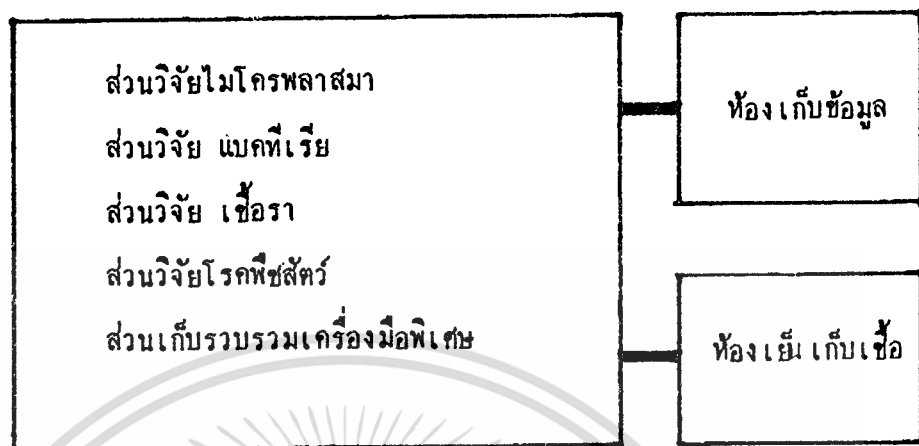 ส่วนวิจัยไมโครพลาสมา
ส่วนวิจัย แบคทีเรีย
ส่วนวิจัย เชื้อรา
ส่วนวิจัยโรคพืชสัตว์
ส่วนเก็บรวบรวมเครื่องมือพิเศษ
ห้องเก็บข้อมูล
ห้องเย็นเก็บเชื้อ